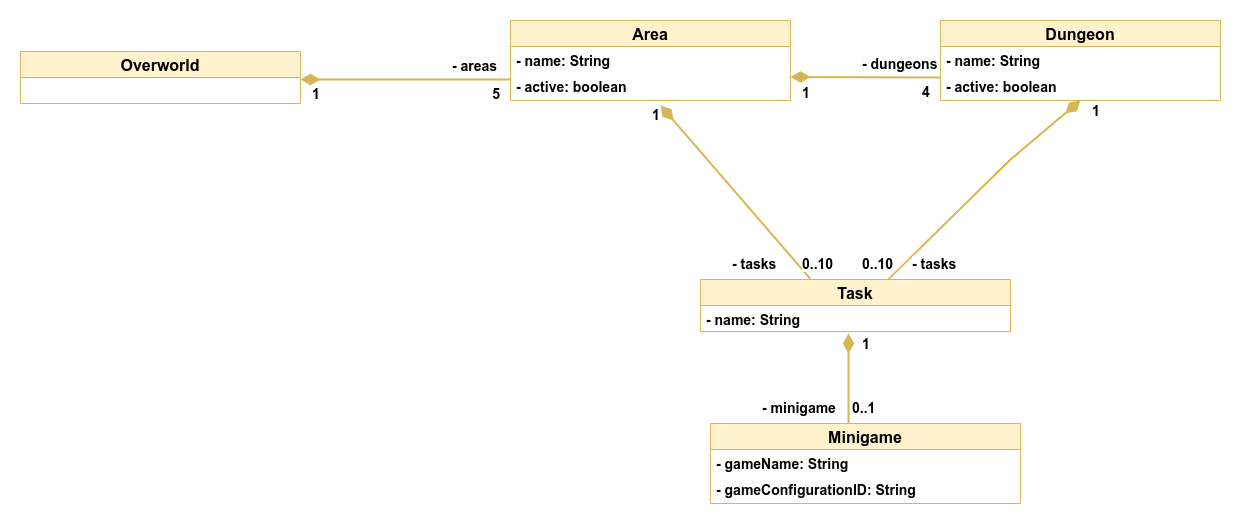 Overworld
- areas
1
5
Area
- name: String
- active: boolean
- dungeons
1
4
Dungeon
- name: String
- active: boolean
1
1
- tasks
0..10
0..10
- tasks
Task
- name: String
1
- minigame
0..1
Minigame
- gameName: String
- gameConfigurationID: String